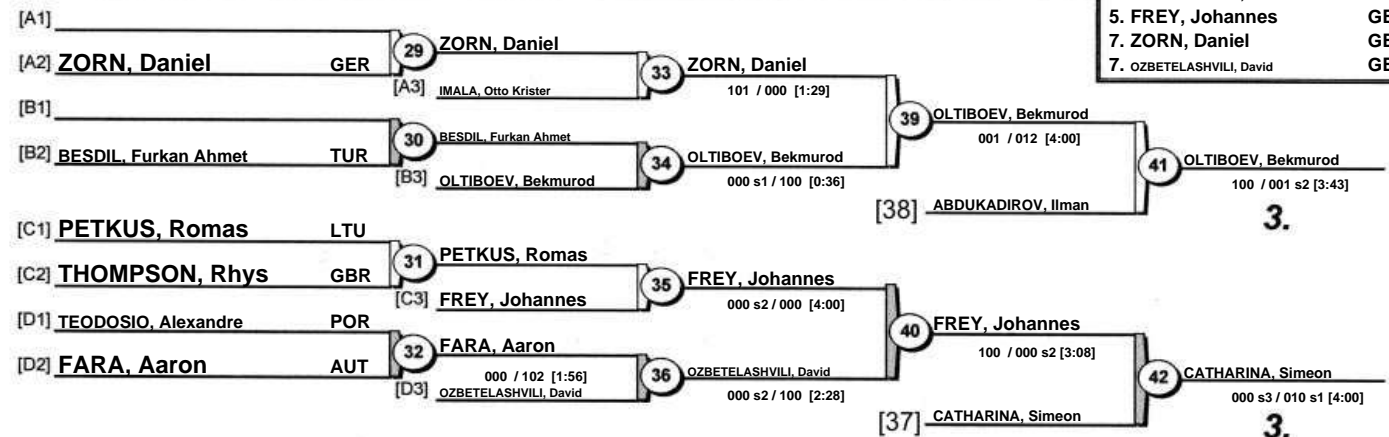 5. FREY, Johannes
7. ZORN, Daniel
7. OZBETELASHVILI, David
[A1]
[A2] ZORN, Daniel GER
29
ZORN, Daniel
[A3] IMALA, Otto Krister
33
ZORN, Daniel
101 / 000 [1:29]
[B1]
[B2] BESDIL, Furkan Ahmet TUR
30
BESDIL, Furkan Ahmet
[B3] OLTIBOEV, Bekmurod
34
OLTIBOEV, Bekmurod
000 s1 / 100 [0:36]
39
OLTIBOEV, Bekmurod
001 / 012 [4:00]
[38] ABDUKADIROV, Ilman
41
OLTIBOEV, Bekmurod
100 / 001 s2 [3:43]
3.
[C1] PETKUS, Romas LTU
[C2] THOMPSON, Rhys GBR
31
PETKUS, Romas
[C3] FREY, Johannes
35
FREY, Johannes
000 s2 / 000 [4:00]
[D1] TEODOSIO, Alexandre POR
[D2] FARA, Aaron AUT
32
FARA, Aaron
000 / 102 [1:56]
[D3] OZBETELASHVILI, David
36
OZBETELASHVILI, David
000 s2 / 100 [2:28]
40
FREY, Johannes
100 / 000 s2 [3:08]
[37] CATHARINA, Simeon
42
CATHARINA, Simeon
000 s3 / 010 s1 [4:00]
3.